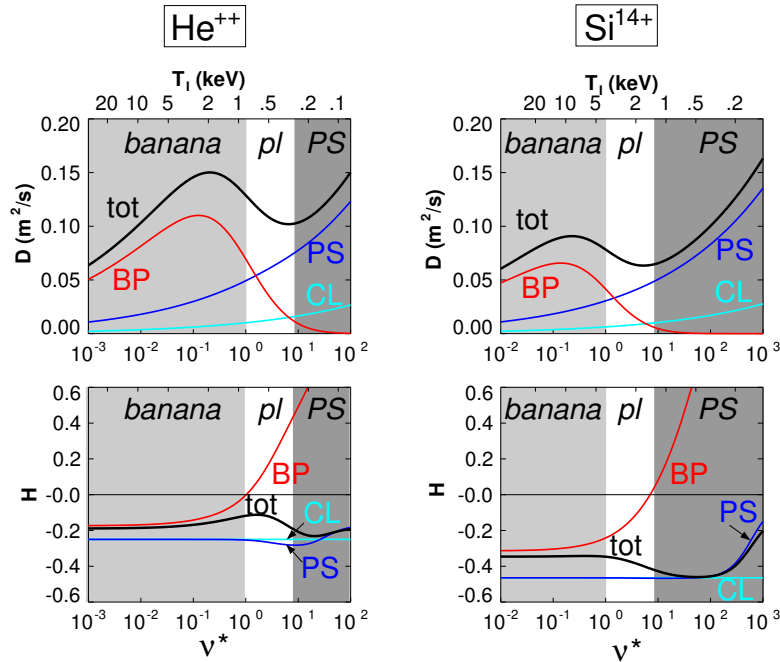 He⁺⁺
Si¹⁴⁺
T_I (keV)
20 10 5 2 1 .5 .2 .1
T_I (keV)
20 10 5 2 1 .5 .2
D (m²/s)
0.20
0.15
0.10
0.05
0.00
banana pl PS
tot
BP
PS
CL
10⁻³ 10⁻² 10⁻¹ 10⁰ 10¹ 10²
D (m²/s)
0.20
0.15
0.10
0.05
0.00
banana pl PS
tot
BP
PS
CL
10⁻² 10⁻¹ 10⁰ 10¹ 10² 10³
H
0.6
0.4
0.2
-0.0
-0.2
-0.4
-0.6
banana pl PS
BP
tot
CL
PS
10⁻³ 10⁻² 10⁻¹ 10⁰ 10¹ 10²
ν*
H
0.6
0.4
0.2
-0.0
-0.2
-0.4
-0.6
banana pl PS
BP
PS
tot
CL
10⁻² 10⁻¹ 10⁰ 10¹ 10² 10³
ν*